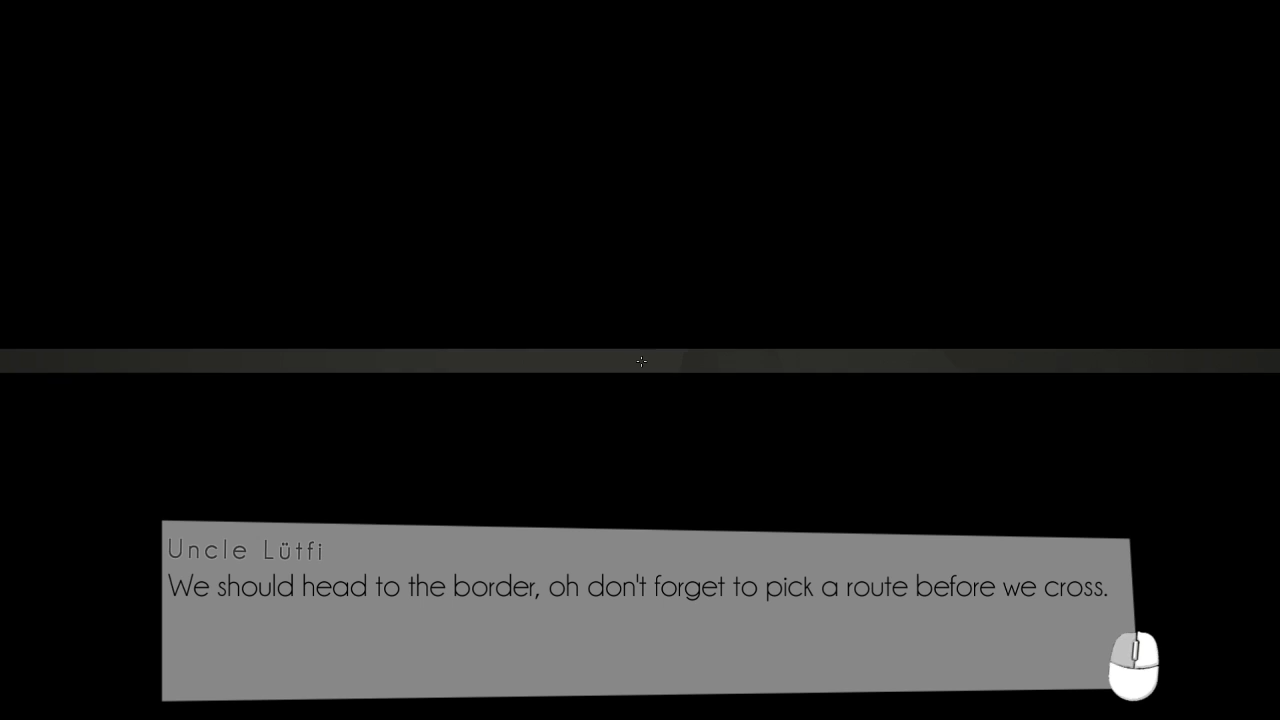 Uncle Lütfi
We should head to the border, oh don't forget to pick a route before we cross.